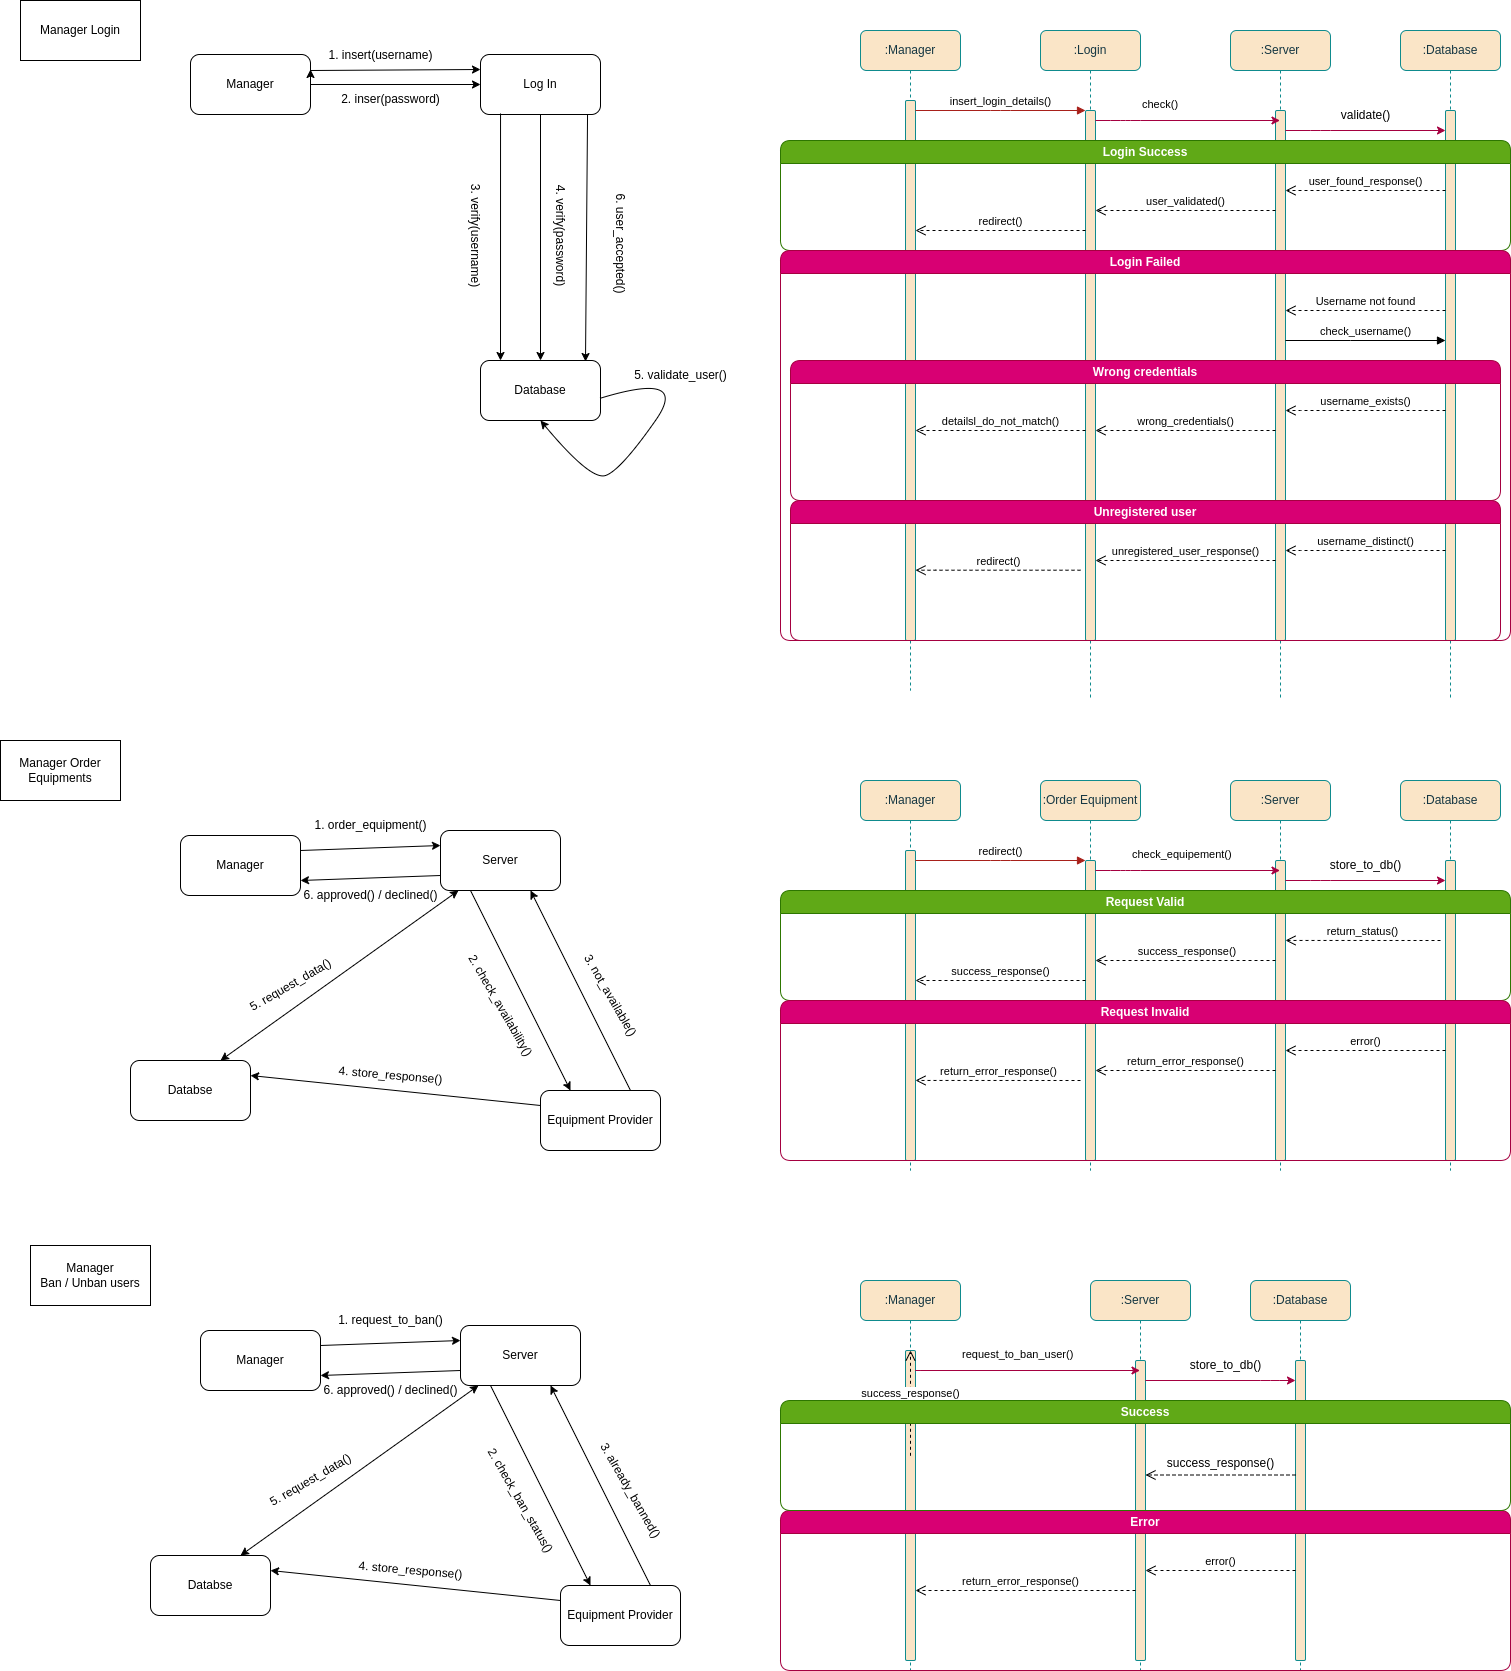 Manager Login
Manager
1. insert(username)
2. inser(password)
Log In
3. verify(username)
4. verify(password)
6. user_accepted()
Database
5. validate_user()
:Manager
:Login
:Server
:Database
insert_login_details()
check()
validate()
Login Success
user_found_response()
user_validated()
redirect()
Login Failed
Username not found
check_username()
Wrong credentials
username_exists()
detailsl_do_not_match()
wrong_credentials()
Unregistered user
username_distinct()
unregistered_user_response()
redirect()
Manager Order
Equipments
1. order_equipment()
Manager
Server
6. approved() / declined()
5. request_data()
2. check_availability()
3. not_available()
4. store_response()
Databse
Equipment Provider
:Manager
:Order Equipment
:Server
:Database
redirect()
check_equipement()
store_to_db()
Request Valid
return_status()
success_response()
success_response()
Request Invalid
error()
return_error_response()
return_error_response()
Manager
Ban / Unban users
1. request_to_ban()
Manager
Server
6. approved() / declined()
5. request_data()
2. check_ban_status()
3. already_banned()
4. store_response()
Databse
Equipment Provider
:Manager
:Server
:Database
request_to_ban_user()
store_to_db()
success_response()
Success
success_response()
Error
error()
return_error_response()